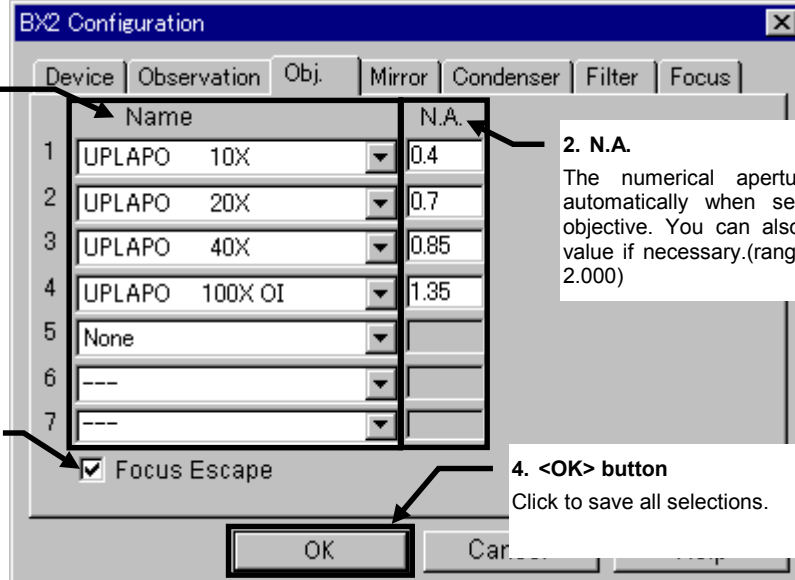 BX2 Configuration
Device Observation Obj. Mirror Condenser Filter Focus
Name N.A.
1 UPLAPO 10X 0.4
2 UPLAPO 20X 0.7
3 UPLAPO 40X 0.85
4 UPLAPO 100X OI 1.35
5 None
6 ---
7 ---
Focus Escape
OK
2. N.A.
The numerical apertu
automatically when se
objective. You can also
value if necessary.(rang
2.000)
4. <OK> button
Click to save all selections.